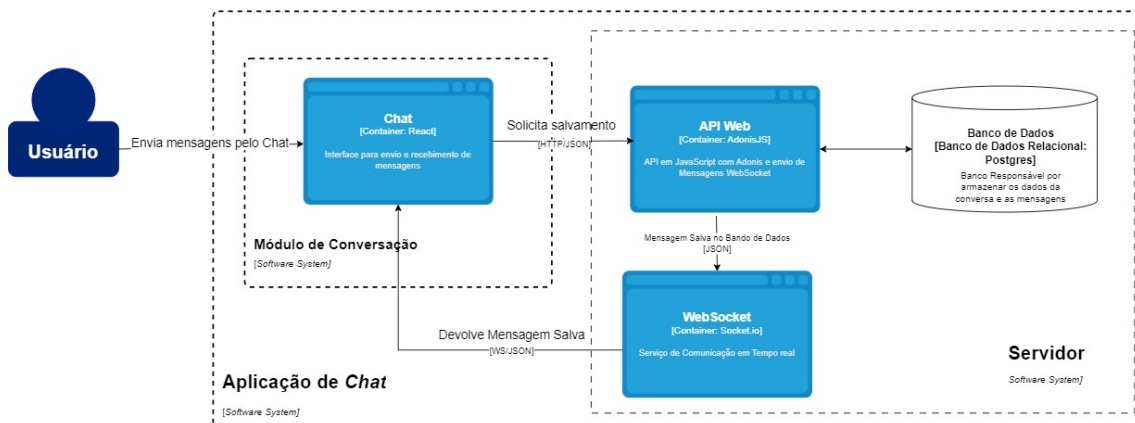 Usuário
Envia mensagens pelo Chat
Chat
[Container: React]
Interface para envio e recebimento de
mensagens
Módulo de Conversação
[Software System]
Solicita salvamento
[HTTP/JSON]
API Web
[Container: AdonisJS]
API em JavaScript com Adonis e envio de
Mensagens WebSocket
Banco de Dados
[Banco de Dados Relacional:
Postgres]
Banco Responsável por
armazenar os dados da
conversa e as mensagens
Mensagem Salva no Bando de Dados
[JSON]
WebSocket
[Container: Socket.io]
Serviço de Comunicação em Tempo real
Devolve Mensagem Salva
[WS/JSON]
Servidor
Software System]
Aplicação de Chat
[Software System]